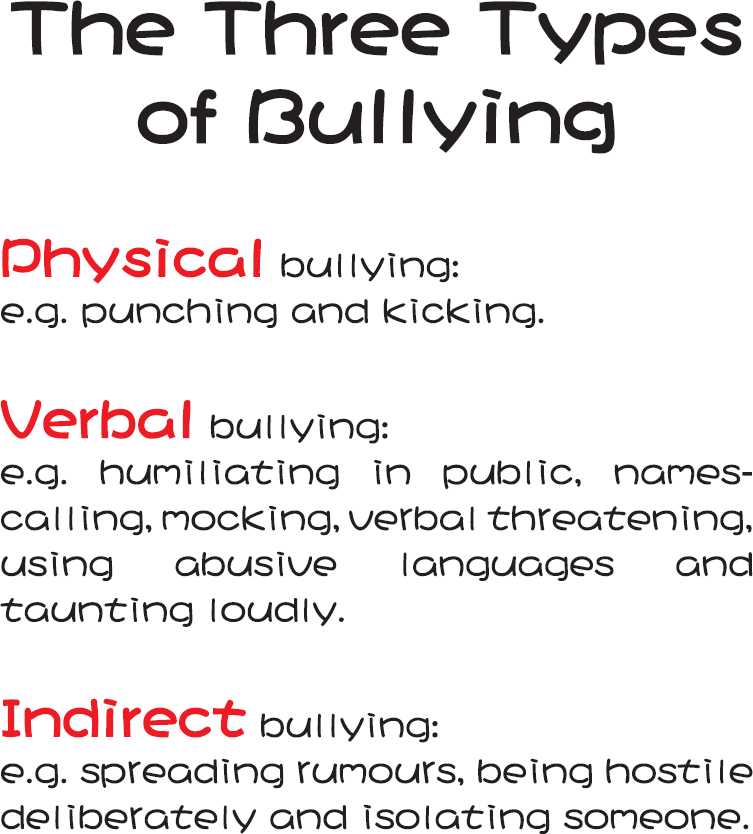 The Three Types
of Bullying
Physical bullying:
e.g. punching and kicking.
Verbal bullying:
e.g. humiliating in public, names-
calling, mocking, verbal threatening,
using abusive languages and
taunting loudly.
Indirect bullying:
e.g. spreading rumours, being hostile
deliberately and isolating someone.